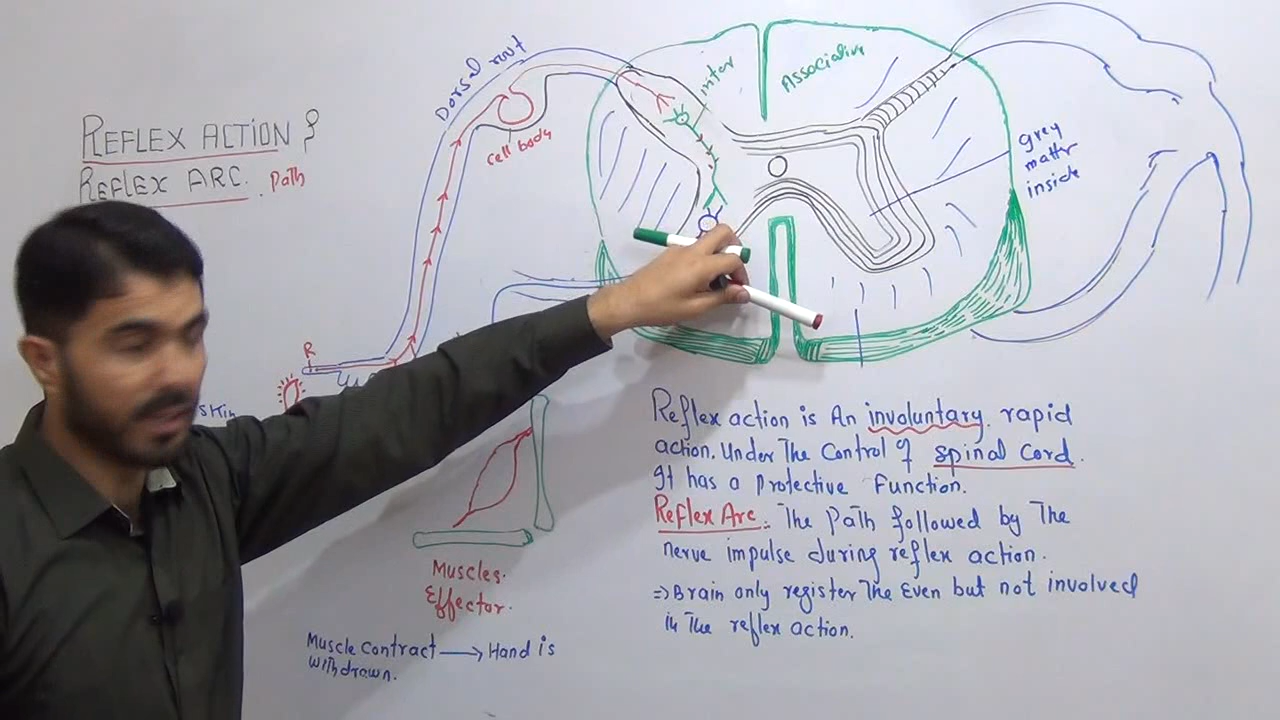 REFLEX ACTION &
REFLEX ARC. Path
Dorsal root
cell body
inter
Associative
grey
matter
inside
R
skin
Muscles.
Effector.
Muscle Contract → Hand is
withdrawn.
Reflex action is An involuntary rapid
action. Under The Control of spinal Cord.
It has a Protective Function.
Reflex Arc:. The Path followed by The
nerve impulse during reflex action.
⇒ Brain only register The Even but not involved
in The reflex action.